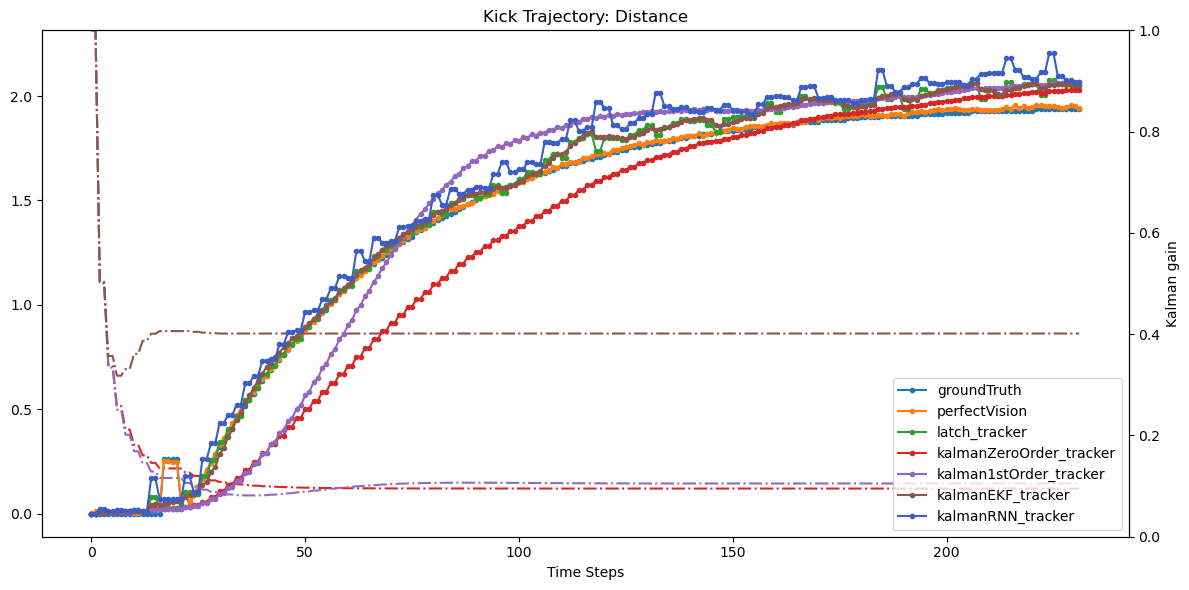 Kick Trajectory: Distance
2.0
1.5
1.0
0.5
0.0
1.0
0.8
0.6
0.4
0.2
0.0
Kalman gain
groundTruth
perfectVision
latch_tracker
kalmanZeroOrder_tracker
kalman1stOrder_tracker
kalmanEKF_tracker
kalmanRNN_tracker
0
50
100
150
200
Time Steps